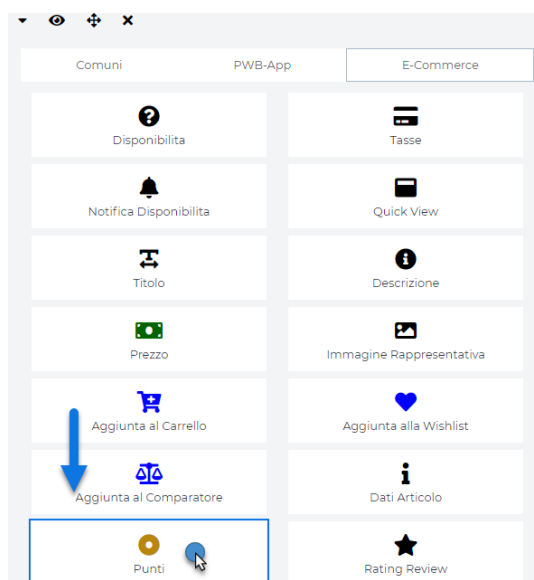 Comuni PWB-App E-Commerce
Disponibilita Tasse
Notifica Disponibilita Quick View
Titolo Descrizione
Prezzo Immagine Rappresentativa
Aggiunta al Carrello Aggiunta alla Wishlist
Aggiunta al Comparatore Dati Articolo
Punti Rating Review